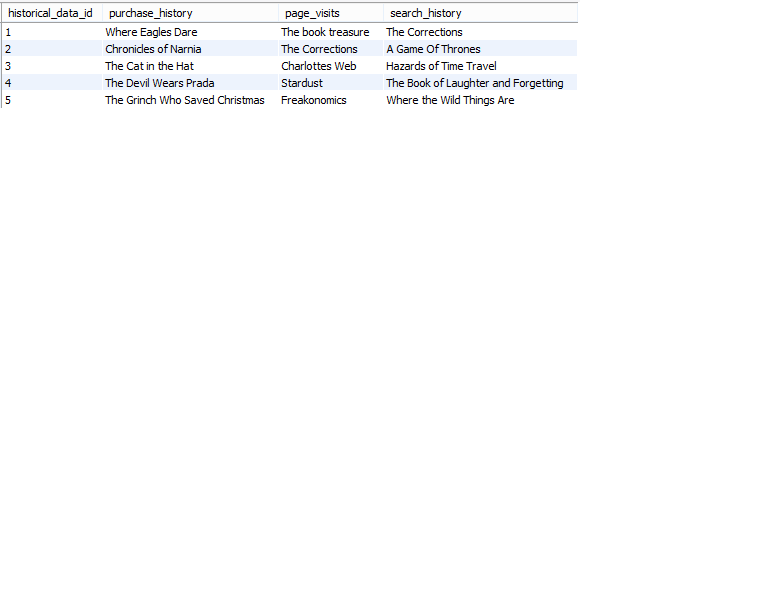 historical_data_id purchase_history page_visits search_history
1 Where Eagles Dare The book treasure The Corrections
2 Chronicles of Narnia The Corrections A Game Of Thrones
3 The Cat in the Hat Charlottes Web Hazards of Time Travel
4 The Devil Wears Prada Stardust The Book of Laughter and Forgetting
5 The Grinch Who Saved Christmas Freakonomics Where the Wild Things Are